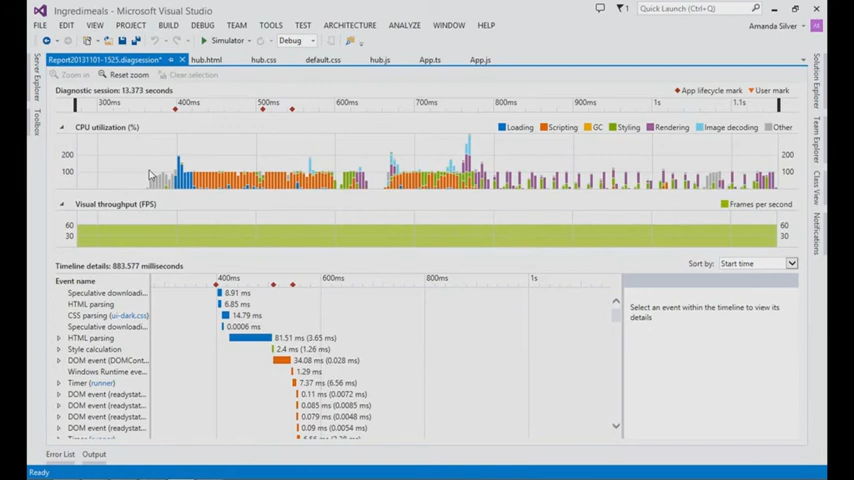 Ingredimeals - Microsoft Visual Studio
1
Quick Launch (Ctrl+Q)
FILE EDIT VIEW PROJECT BUILD DEBUG TEAM TOOLS TEST ARCHITECTURE ANALYZE WINDOW HELP
Amanda Silver
Simulator Debug
Report20131101-1525.diagsession* hub.html hub.css default.css hub.js App.ts App.js
Zoom in Reset zoom Clear selection
Diagnostic session: 13.373 seconds
App lifecycle mark User mark
300ms 400ms 500ms 600ms 700ms 800ms 900ms 1s 1.1s
CPU utilization (%)
Loading Scripting GC Styling Rendering Image decoding Other
200 200
100 100
Visual throughput (FPS)
Frames per second
60 60
30 30
Timeline details: 883.577 milliseconds
Sort by: Start time
Event name
400ms 600ms 800ms 1s
Speculative downloadi... 8.91 ms
HTML parsing 6.85 ms
CSS parsing (ui-dark.css) 14.79 ms
Speculative downloadi... 0.0006 ms
HTML parsing 81.51 ms (3.65 ms)
Style calculation 2.4 ms (1.26 ms)
DOM event (DOMCont... 34.08 ms (0.028 ms)
Windows Runtime eve... 1.29 ms
Timer (runner) 7.37 ms (6.56 ms)
DOM event (readystat... 0.11 ms (0.0072 ms)
DOM event (readystat... 0.085 ms (0.0085 ms)
DOM event (readystat... 0.079 ms (0.0048 ms)
DOM event (readystat... 0.09 ms (0.0054 ms)
Select an event within the timeline to view its
details
Server Explorer
Toolbox
Solution Explorer
Team Explorer
Class View
Notifications
Error List Output
Ready